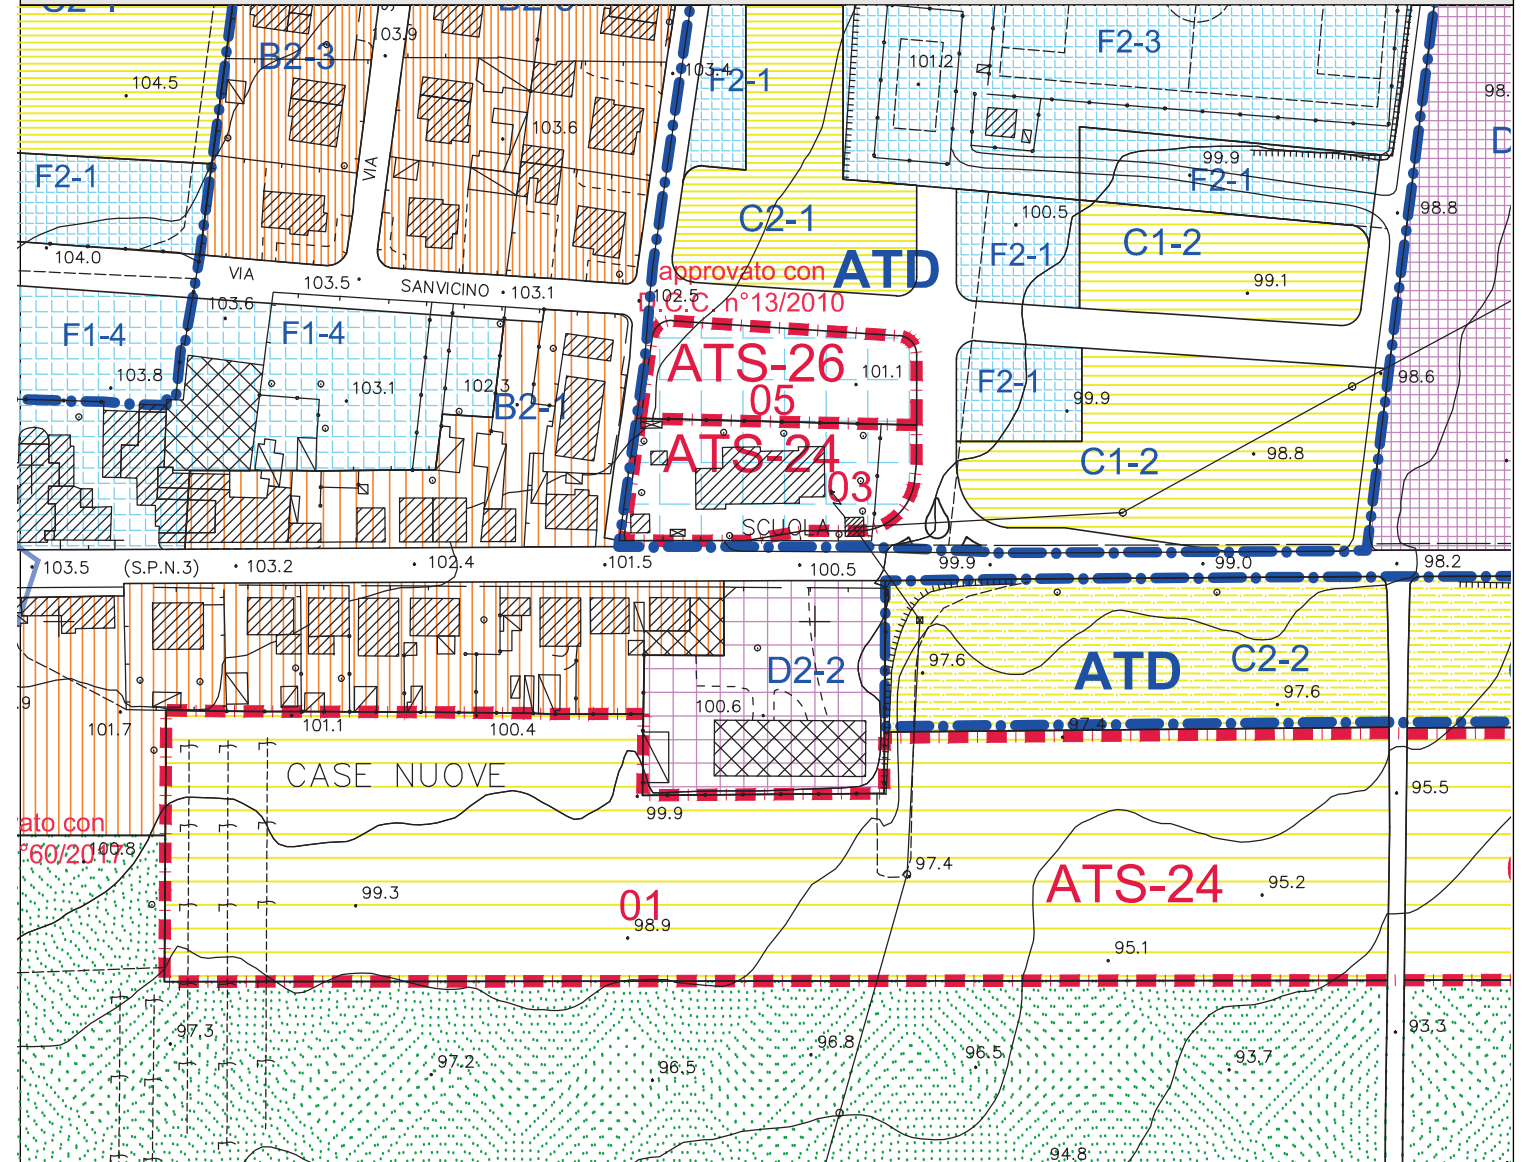 B2-3
103.9
104.5
103.4
F2-1
101.2
F2-3
103.6
VIA
99.9
F2-1
F2-1
C2-1
100.5
98.8
F2-1
C1-2
104.0
VIA
103.5
SANVICINO
103.1
approvato con
ATD
99.1
102.5
D.C.C. n°13/2010
103.6
F1-4
F1-4
ATS-26
101.1
05
103.8
103.1
102.3
B2-1
F2-1
99.9
98.6
ATS-24
03
C1-2
98.8
SCUOLA
103.5
(S.P.N.3)
103.2
102.4
101.5
100.5
99.9
99.0
98.2
D2-2
97.6
ATD
C2-2
97.6
101.7
101.1
100.4
100.6
97.4
CASE NUOVE
95.5
99.9
ato con
°60/2017
100.8
97.4
99.3
01
98.9
ATS-24
95.2
95.1
97.3
97.2
96.5
96.8
96.5
93.7
93.3
94.8